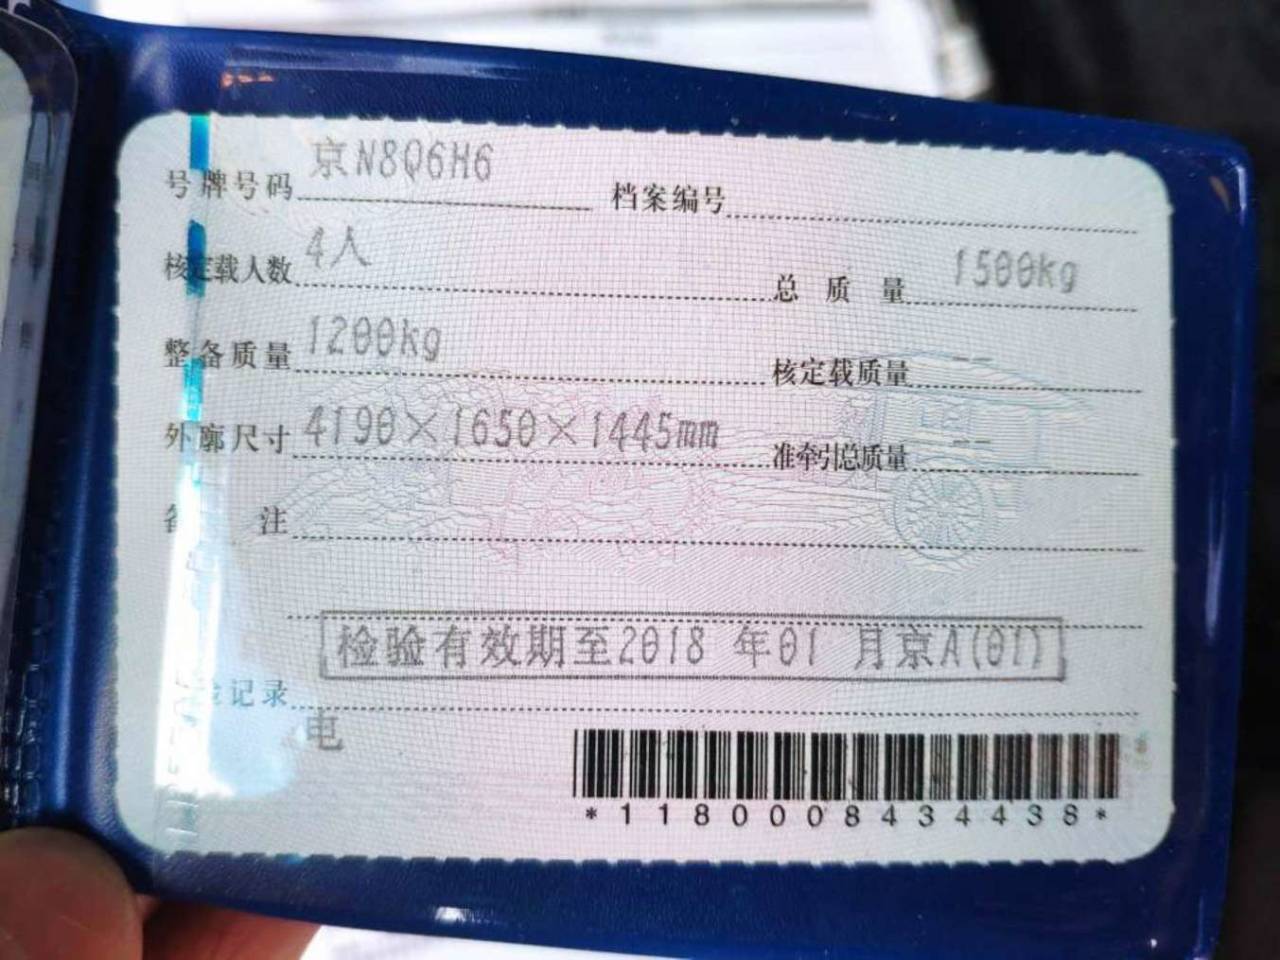 号牌号码 京N8Q6H6 档案编号
核定载人数 4人 总质量 1500kg
整备质量 1200kg 核定载质量 --
外廓尺寸 4190×1650×1445mm 准牵引总质量 --
备注
检验有效期至2018 年01 月京A(01)
检验记录
电
*1180008434438*